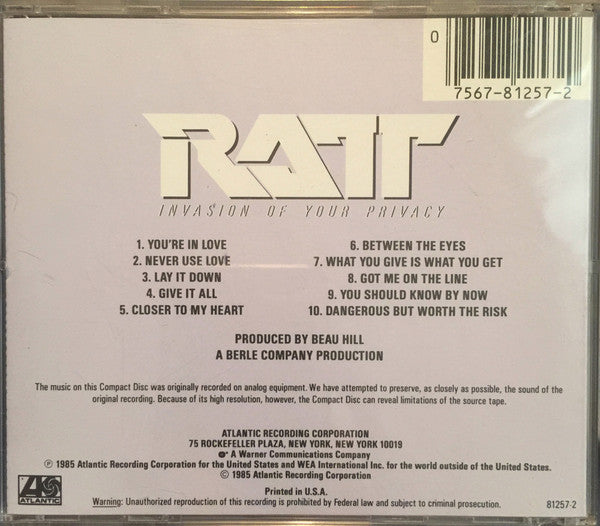 0
7567-81257-2
RATT
INVASION OF YOUR PRIVACY
1. YOU'RE IN LOVE
2. NEVER USE LOVE
3. LAY IT DOWN
4. GIVE IT ALL
5. CLOSER TO MY HEART
6. BETWEEN THE EYES
7. WHAT YOU GIVE IS WHAT YOU GET
8. GOT ME ON THE LINE
9. YOU SHOULD KNOW BY NOW
10. DANGEROUS BUT WORTH THE RISK
PRODUCED BY BEAU HILL
A BERLE COMPANY PRODUCTION
The music on this Compact Disc was originally recorded on analog equipment. We have attempted to preserve, as closely as possible, the sound of the
original recording. Because of its high resolution, however, the Compact Disc can reveal limitations of the source tape.
ATLANTIC RECORDING CORPORATION
75 ROCKEFELLER PLAZA, NEW YORK, NEW YORK 10019
A Warner Communications Company
℗ 1985 Atlantic Recording Corporation for the United States and WEA International Inc. for the world outside of the United States.
© 1985 Atlantic Recording Corporation
Printed in U.S.A.
ATLANTIC
Warning: Unauthorized reproduction of this recording is prohibited by Federal law and subject to criminal prosecution.
81257-2